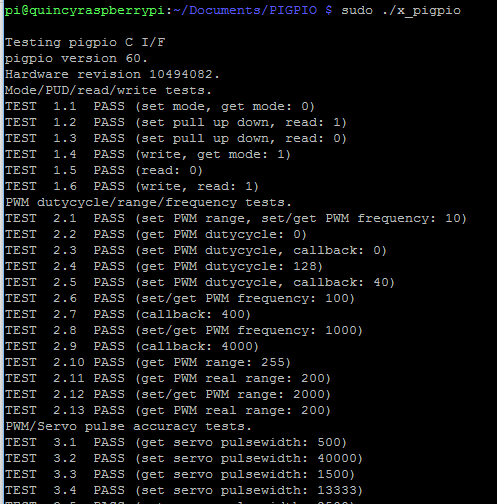 pi@quincyraspberrypi:~/Documents/PIGPIO $ sudo ./x_pigpio
Testing pigpio C I/F
pigpio version 60.
Hardware revision 10494082.
Mode/PUD/read/write tests.
TEST  1.1  PASS (set mode, get mode: 0)
TEST  1.2  PASS (set pull up down, read: 1)
TEST  1.3  PASS (set pull up down, read: 0)
TEST  1.4  PASS (write, get mode: 1)
TEST  1.5  PASS (read: 0)
TEST  1.6  PASS (write, read: 1)
PWM dutycycle/range/frequency tests.
TEST  2.1  PASS (set PWM range, set/get PWM frequency: 10)
TEST  2.2  PASS (get PWM dutycycle: 0)
TEST  2.3  PASS (set PWM dutycycle, callback: 0)
TEST  2.4  PASS (get PWM dutycycle: 128)
TEST  2.5  PASS (set PWM dutycycle, callback: 40)
TEST  2.6  PASS (set/get PWM frequency: 100)
TEST  2.7  PASS (callback: 400)
TEST  2.8  PASS (set/get PWM frequency: 1000)
TEST  2.9  PASS (callback: 4000)
TEST  2.10 PASS (get PWM range: 255)
TEST  2.11 PASS (get PWM real range: 200)
TEST  2.12 PASS (set/get PWM range: 2000)
TEST  2.13 PASS (get PWM real range: 200)
PWM/Servo pulse accuracy tests.
TEST  3.1  PASS (get servo pulsewidth: 500)
TEST  3.2  PASS (set servo pulsewidth: 40000)
TEST  3.3  PASS (get servo pulsewidth: 1500)
TEST  3.4  PASS (set servo pulsewidth: 13333)